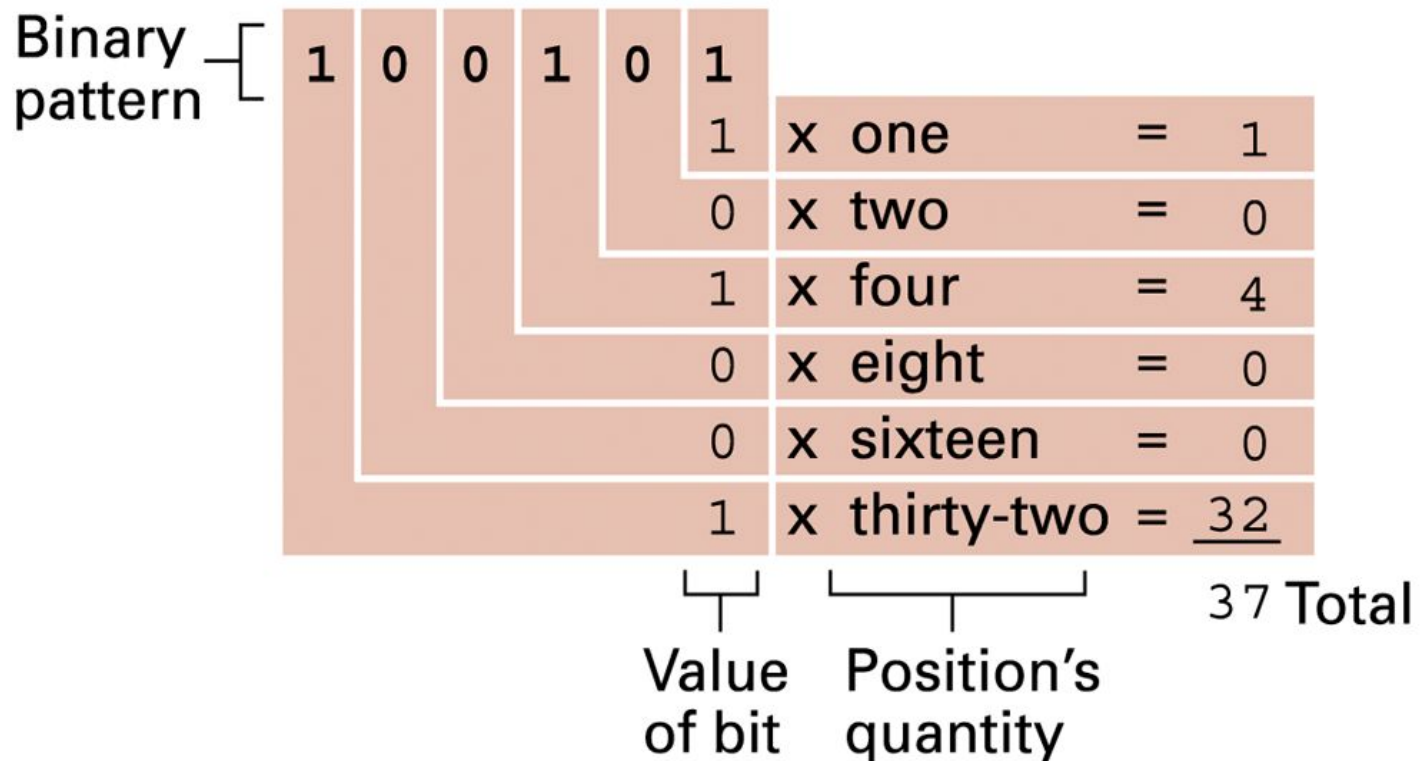 Binary
pattern
1 0 0 1 0 1
1 x one = 1
0 x two = 0
1 x four = 4
0 x eight = 0
0 x sixteen = 0
1 x thirty-two = 32
37 Total
Value
of bit
Position’s
quantity